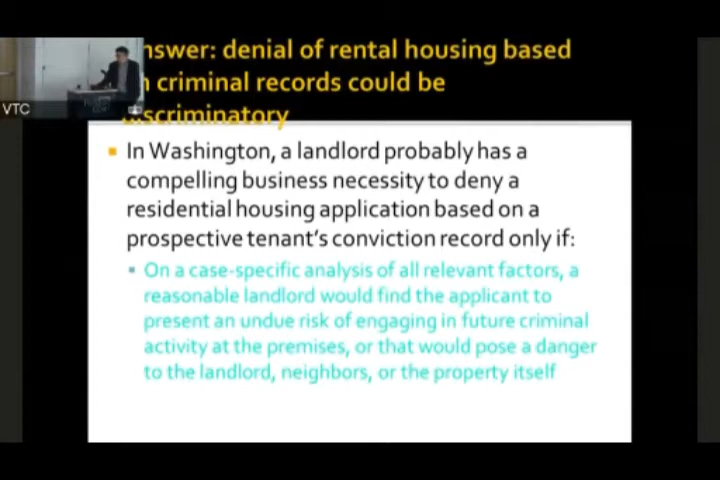 nswer: denial of rental housing based
n criminal records could be
scriminatory
VTC
In Washington, a landlord probably has a
compelling business necessity to deny a
residential housing application based on a
prospective tenant's conviction record only if:
On a case-specific analysis of all relevant factors, a
reasonable landlord would find the applicant to
present an undue risk of engaging in future criminal
activity at the premises, or that would pose a danger
to the landlord, neighbors, or the property itself